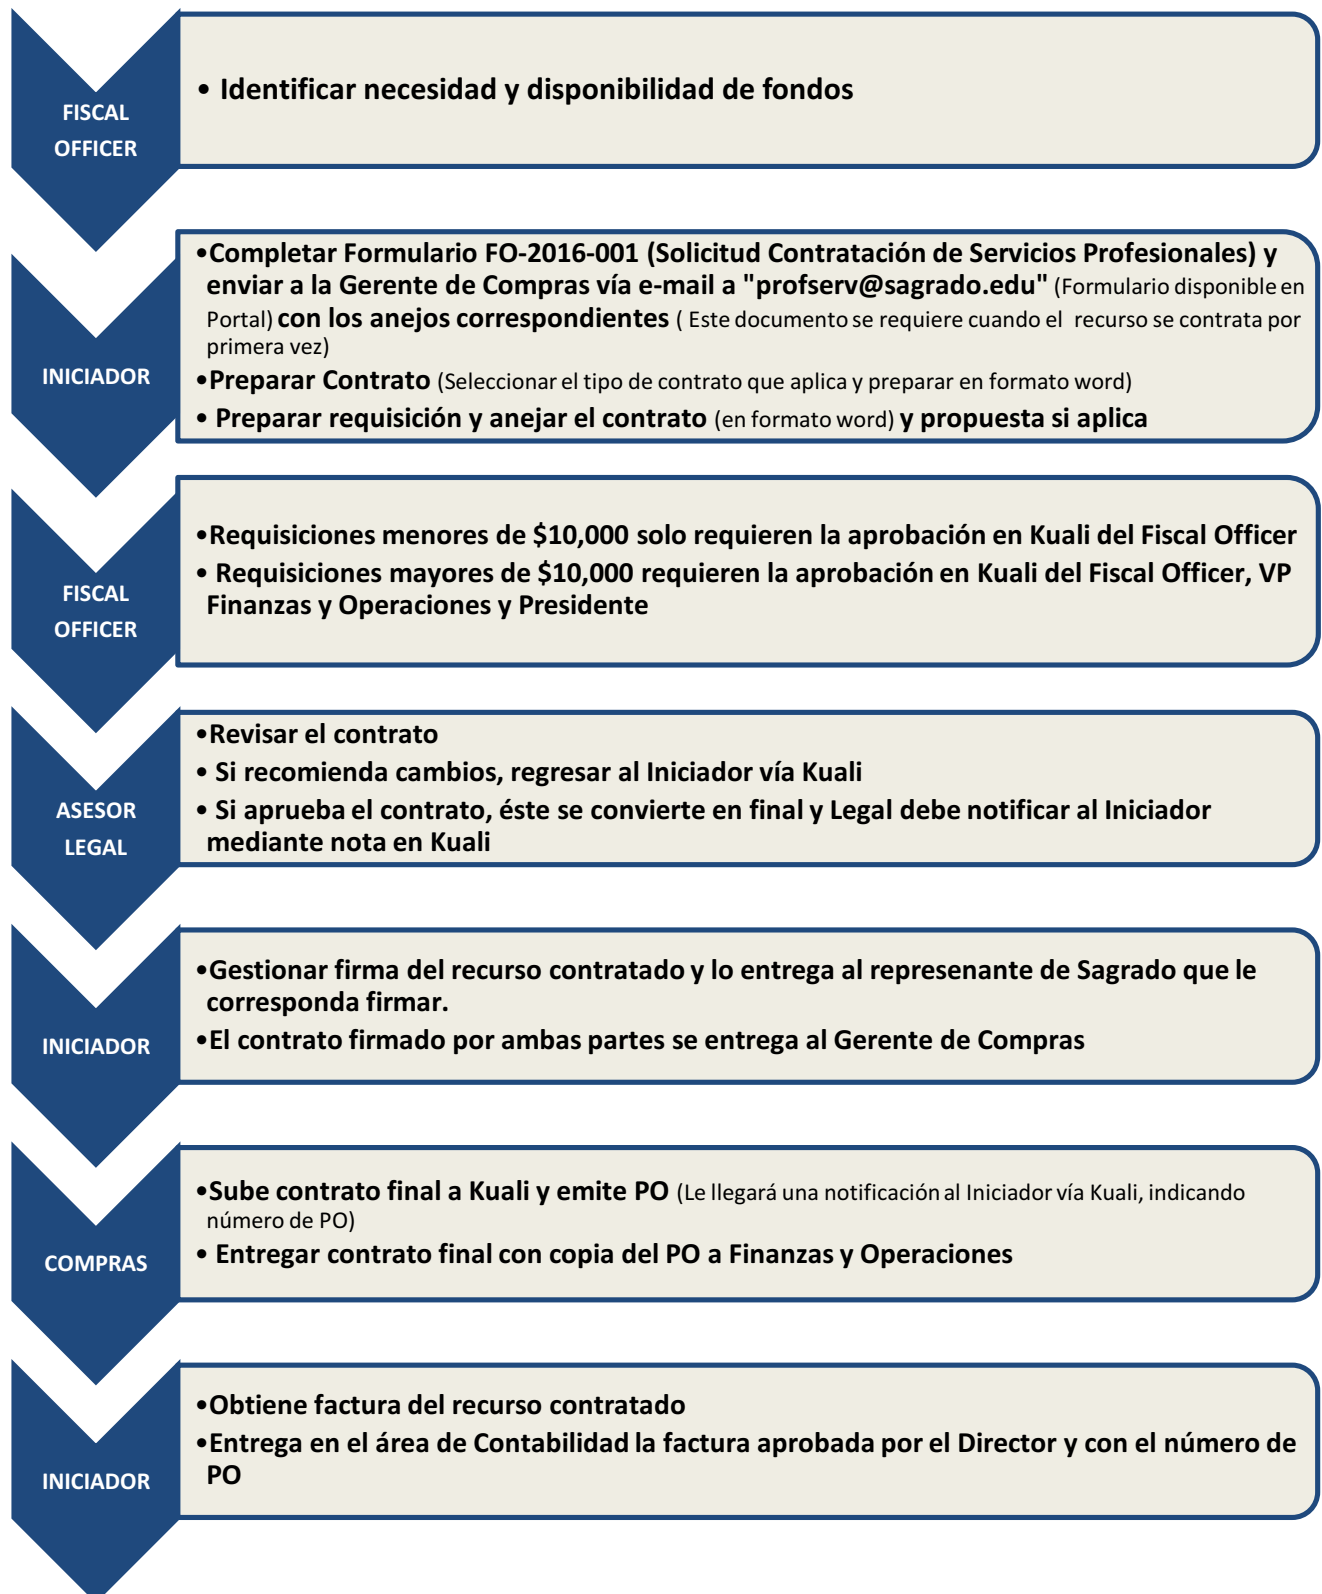 FISCAL
OFFICER
• Identificar necesidad y disponibilidad de fondos
INICIADOR
•Completar Formulario FO-2016-001 (Solicitud Contratación de Servicios Profesionales) y
enviar a la Gerente de Compras vía e-mail a "profserv@sagrado.edu" (Formulario disponible en
Portal) con los anejos correspondientes ( Este documento se requiere cuando el recurso se contrata por
primera vez)
•Preparar Contrato (Seleccionar el tipo de contrato que aplica y preparar en formato word)
• Preparar requisición y anejar el contrato (en formato word) y propuesta si aplica
FISCAL
OFFICER
•Requisiciones menores de $10,000 solo requieren la aprobación en Kuali del Fiscal Officer
• Requisiciones mayores de $10,000 requieren la aprobación en Kuali del Fiscal Officer, VP
Finanzas y Operaciones y Presidente
ASESOR
LEGAL
•Revisar el contrato
• Si recomienda cambios, regresar al Iniciador vía Kuali
• Si aprueba el contrato, éste se convierte en final y Legal debe notificar al Iniciador
mediante nota en Kuali
INICIADOR
•Gestionar firma del recurso contratado y lo entrega al represenante de Sagrado que le
corresponda firmar.
•El contrato firmado por ambas partes se entrega al Gerente de Compras
COMPRAS
•Sube contrato final a Kuali y emite PO (Le llegará una notificación al Iniciador vía Kuali, indicando
número de PO)
• Entregar contrato final con copia del PO a Finanzas y Operaciones
INICIADOR
•Obtiene factura del recurso contratado
•Entrega en el área de Contabilidad la factura aprobada por el Director y con el número de
PO